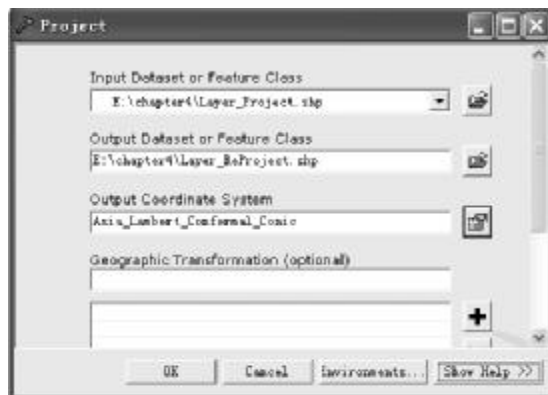 Project
Input Dataset or Feature Class
E:\chapter4\Layer_Project.shp
Output Dataset or Feature Class
E:\chapter4\Layer_ReProject.shp
Output Coordinate System
Asia_Lambert_Conformal_Conic
Geographic Transformation (optional)
OK
Cancel
Environments...
Show Help >>